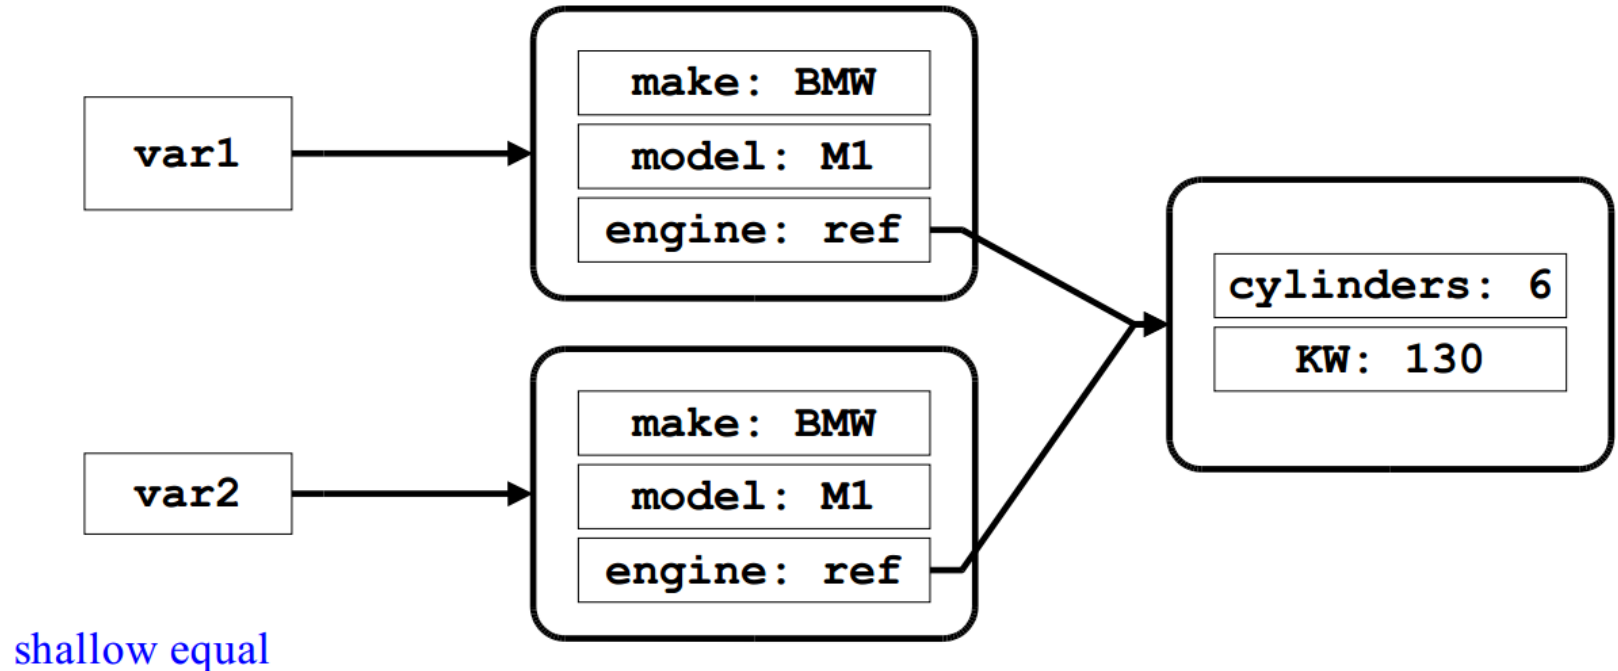 var1
make: BMW
model: M1
engine: ref
var2
make: BMW
model: M1
engine: ref
cylinders: 6
KW: 130
shallow equal